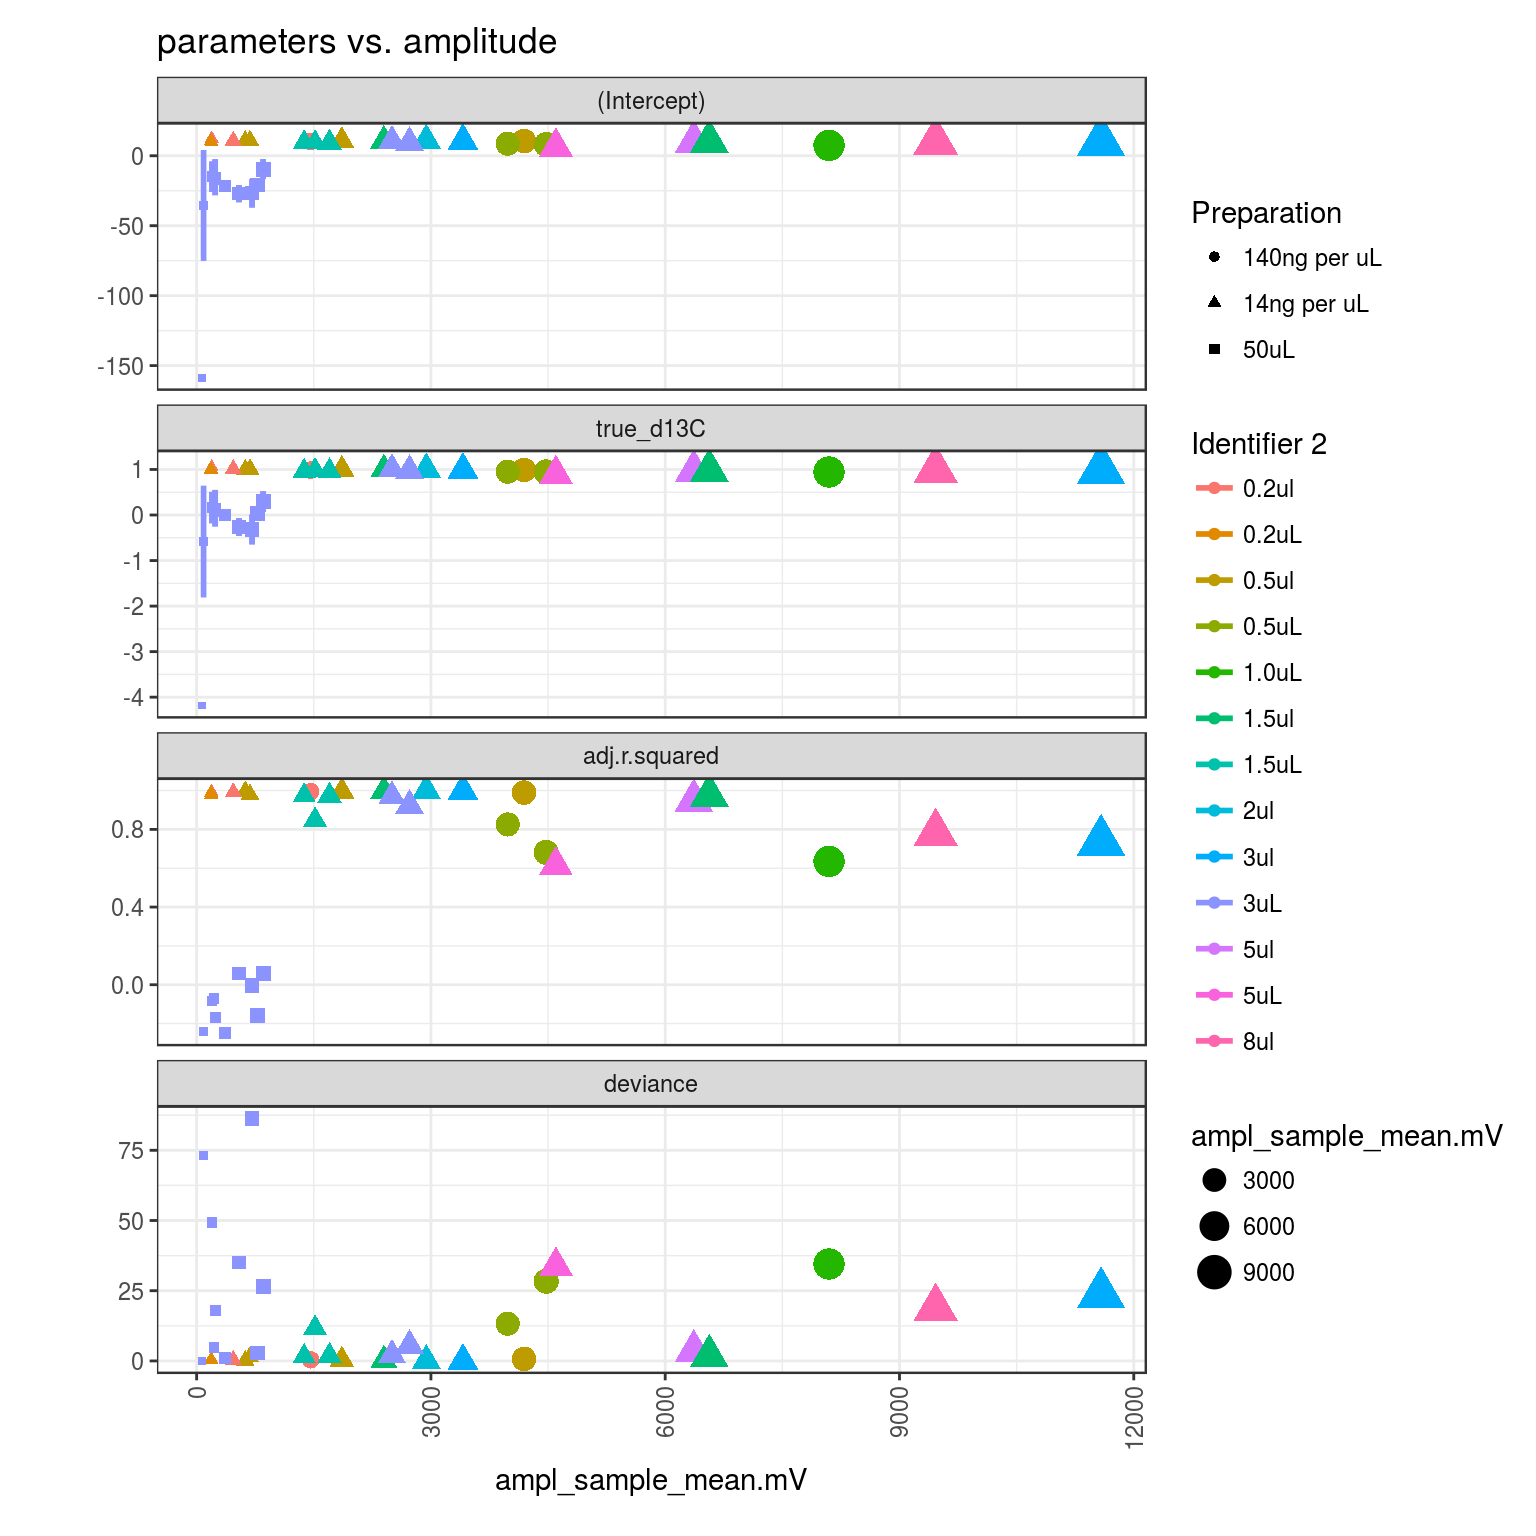 parameters vs. amplitude
(Intercept)
0
-50
-100
-150
true_d13C
1
0
-1
-2
-3
-4
adj.r.squared
0.8
0.4
0.0
deviance
75
50
25
0
0
3000
6000
9000
12000
ampl_sample_mean.mV
Preparation
140ng per uL
14ng per uL
50uL
Identifier 2
0.2ul
0.2uL
0.5ul
0.5uL
1.0uL
1.5ul
1.5uL
2ul
3ul
3uL
5ul
5uL
8ul
ampl_sample_mean.mV
3000
6000
9000